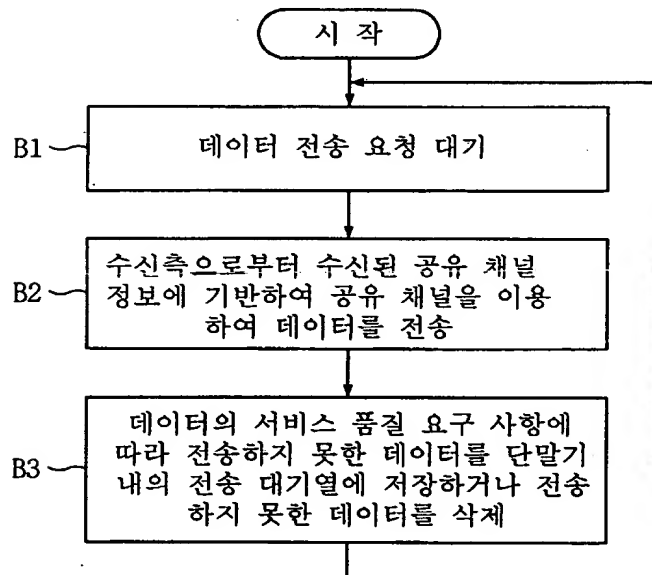 시 작
B1
데이터 전송 요청 대기
B2
수신측으로부터 수신된 공유 채널
정보에 기반하여 공유 채널을 이용
하여 데이터를 전송
B3
데이터의 서비스 품질 요구 사항에
따라 전송하지 못한 데이터를 단말기
내의 전송 대기열에 저장하거나 전송
하지 못한 데이터를 삭제